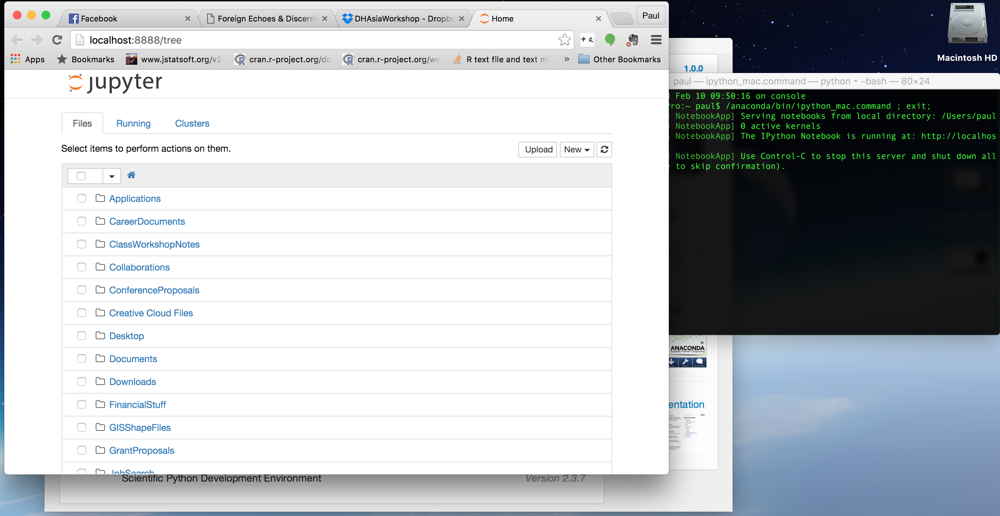 Facebook
Foreign Echoes & Discerni
DHAsiaWorkshop - Dropbo
Home
Paul
localhost:8888/tree
中文
Apps
Bookmarks
www.jstatsoft.org/v2
cran.r-project.org/do
cran.r-project.org/we
R text file and text mi
»
Other Bookmarks
jupyter
Files
Running
Clusters
Select items to perform actions on them.
Upload
New
Applications
CareerDocuments
ClassWorkshopNotes
Collaborations
ConferenceProposals
Creative Cloud Files
Desktop
Documents
Downloads
FinancialStuff
GISShapeFiles
GrantProposals
JobSearch
Scientific Python Development Environment
Version 2.3.7
Macintosh HD
1.0.0
paul — ipython_mac.command — python ◂ -bash — 80×24
Feb 10 09:50:16 on console
ro:~ paul$ /anaconda/bin/ipython_mac.command ; exit;
NotebookApp] Serving notebooks from local directory: /Users/paul
NotebookApp] 0 active kernels
NotebookApp] The IPython Notebook is running at: http://localhos
NotebookApp] Use Control-C to stop this server and shut down all
to skip confirmation).
ANACONDA
Scalable Python Computing
entation